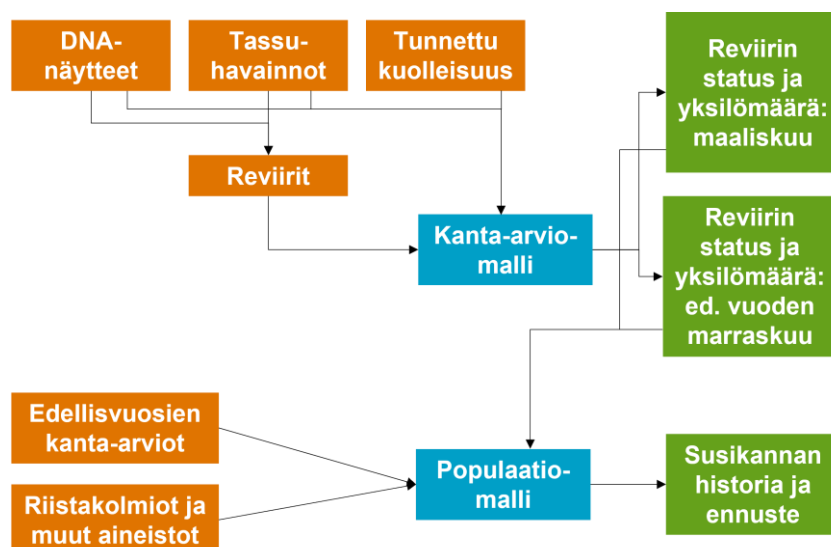 DNA-
näytteet
Tassu-
havainnot
Tunnettu
kuolleisuus
Reviirin
status ja
yksilömäärä:
maaliskuu
Reviirit
Kanta-arvio-
malli
Reviirin
status ja
yksilömäärä:
ed. vuoden
marraskuu
Edellisvuosien
kanta-arviot
Populaatio-
malli
Susikannan
historia ja
ennuste
Riistakolmiot ja
muut aineistot